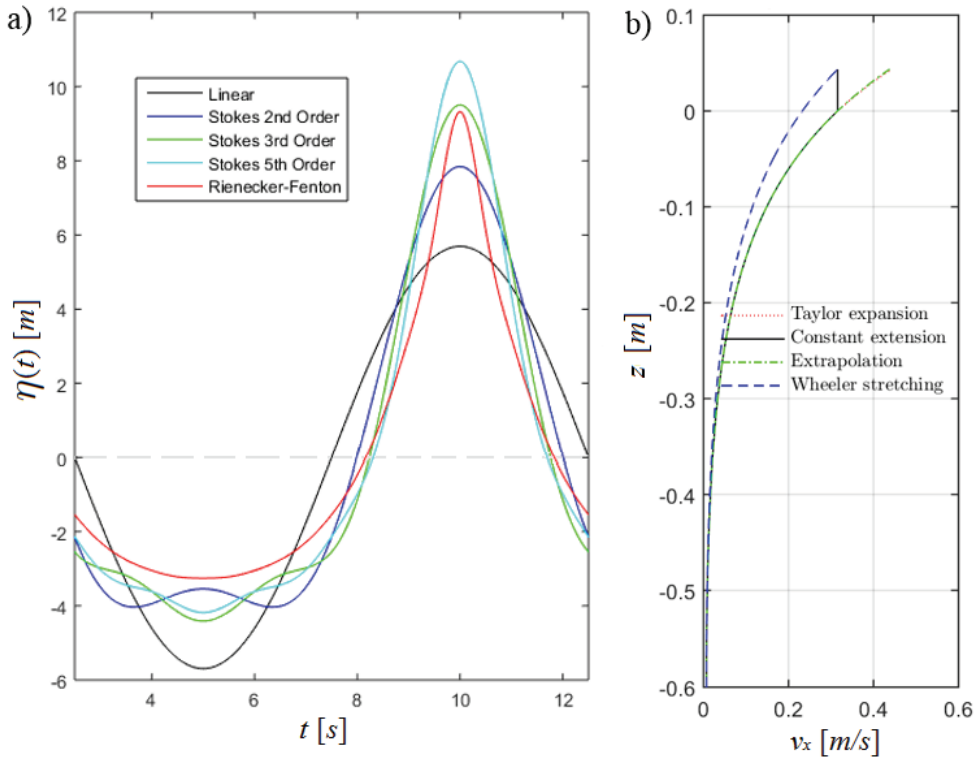 a)
12
10
8
6
4
2
0
-2
-4
-6
η(t) [m]
Linear
Stokes 2nd Order
Stokes 3rd Order
Stokes 5th Order
Rienecker-Fenton
4
6
8
10
12
t [s]
b)
0.1
0
-0.1
-0.2
-0.3
-0.4
-0.5
-0.6
z [m]
Taylor expansion
Constant extension
Extrapolation
Wheeler stretching
0
0.2
0.4
0.6
vₓ [m/s]